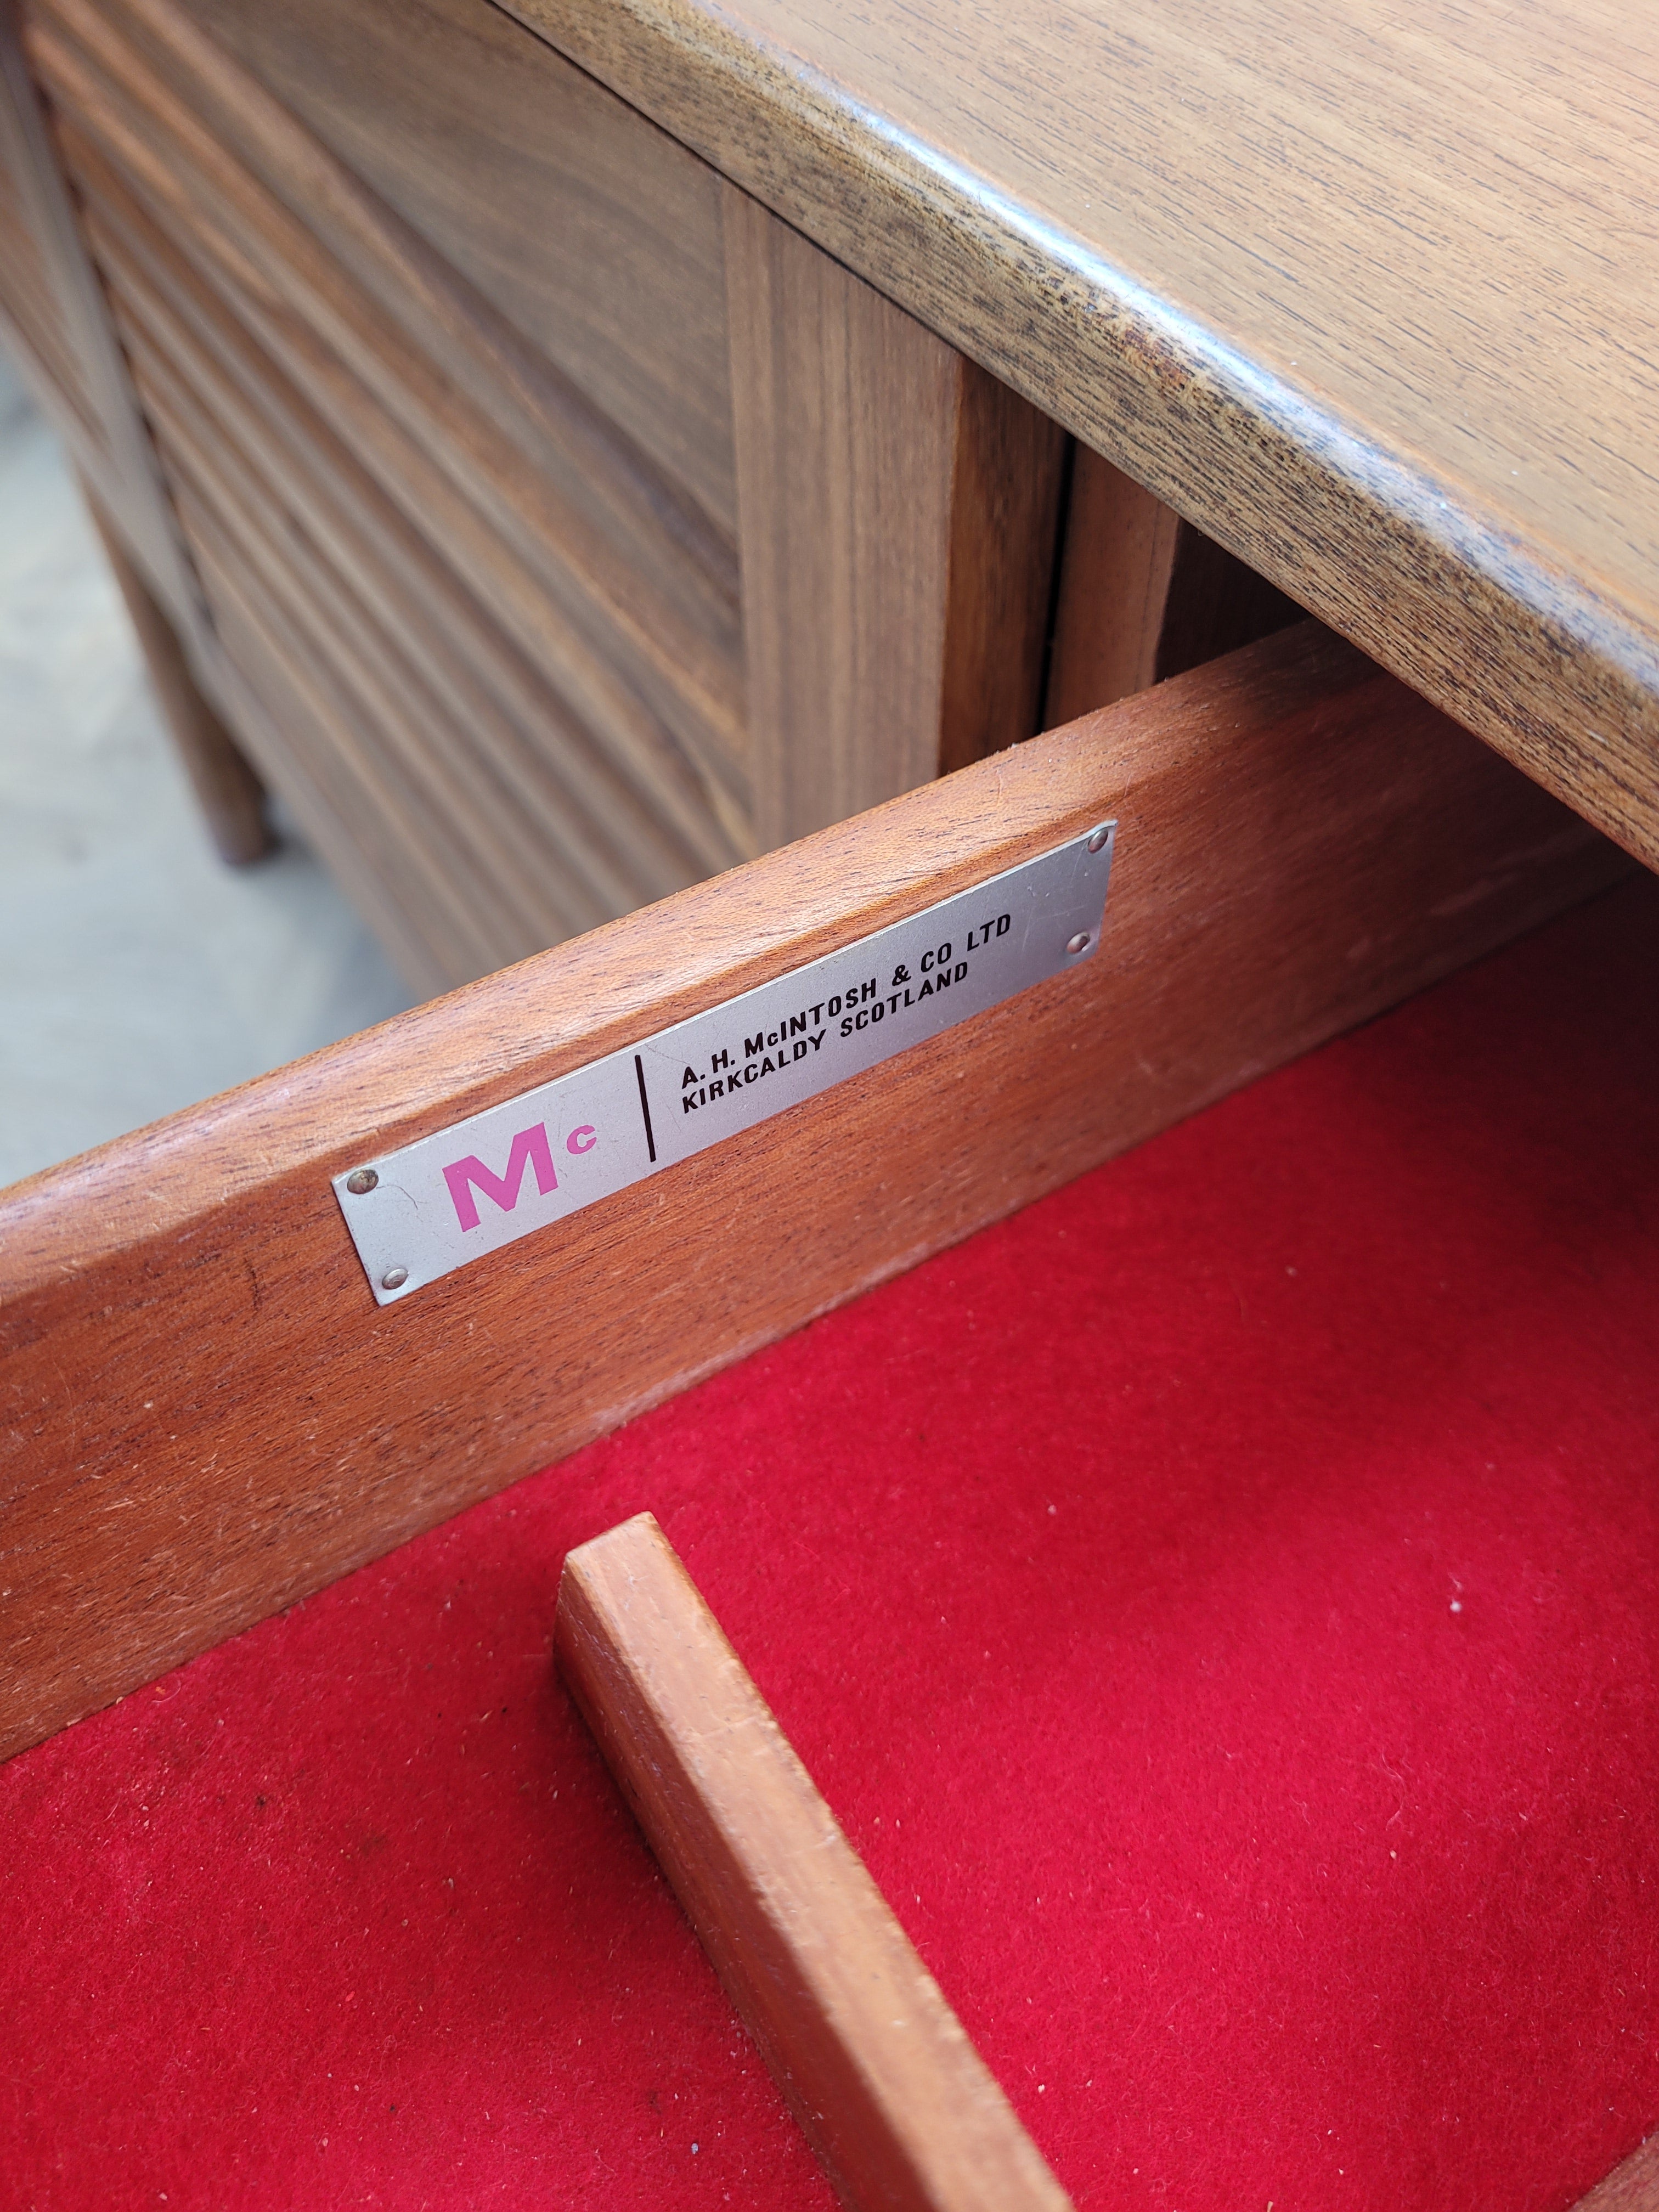 Mc
A. H. McINTOSH & CO LTD
KIRKCALDY SCOTLAND